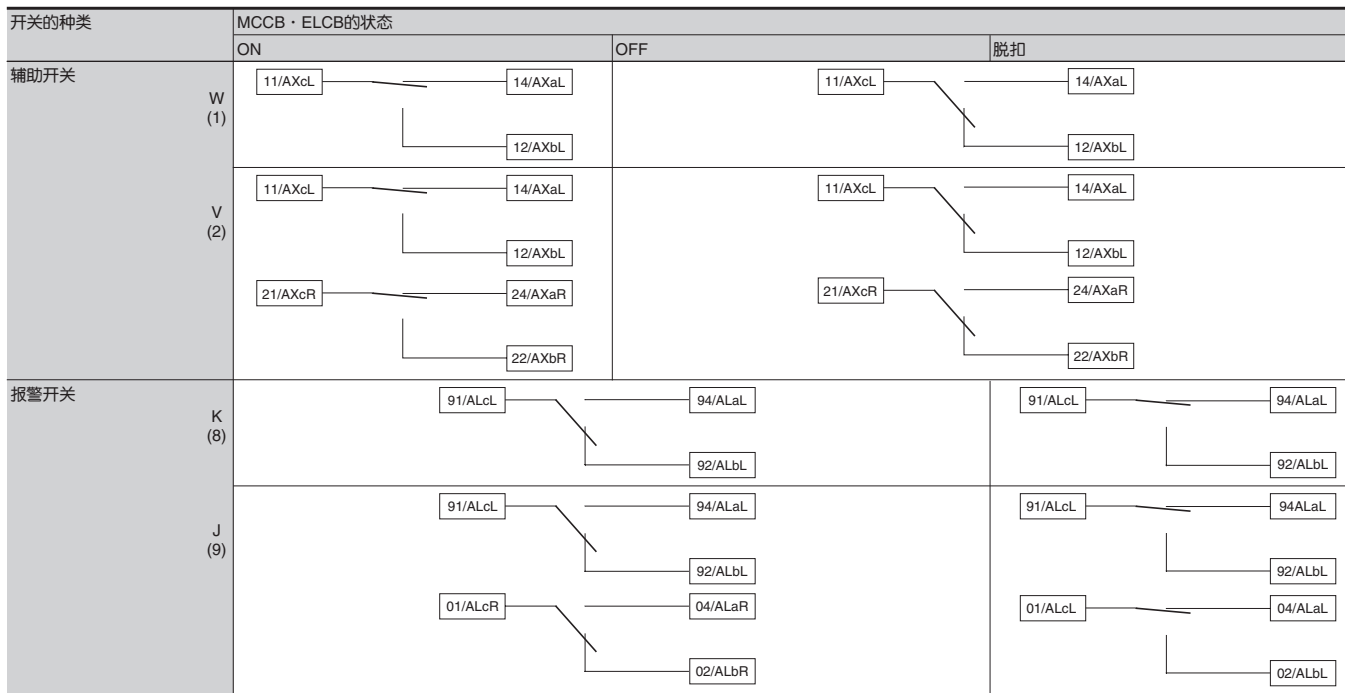 开关的种类 MCCB・ELCB的状态
ON OFF 脱扣
辅助开关
W
(1)
11/AXcL 14/AXaL 11/AXcL 14/AXaL
12/AXbL 12/AXbL
V
(2)
11/AXcL 14/AXaL 11/AXcL 14/AXaL
12/AXbL 12/AXbL
21/AXcR 24/AXaR 21/AXcR 24/AXaR
22/AXbR 22/AXbR
报警开关
K
(8)
91/ALcL 94/ALaL 91/ALcL 94/ALaL
92/ALbL 92/ALbL
J
(9)
91/ALcL 94/ALaL 91/ALcL 94ALaL
92/ALbL 92/ALbL
01/ALcR 04/ALaR 01/ALcL 04/ALaL
02/ALbR 02/ALbL